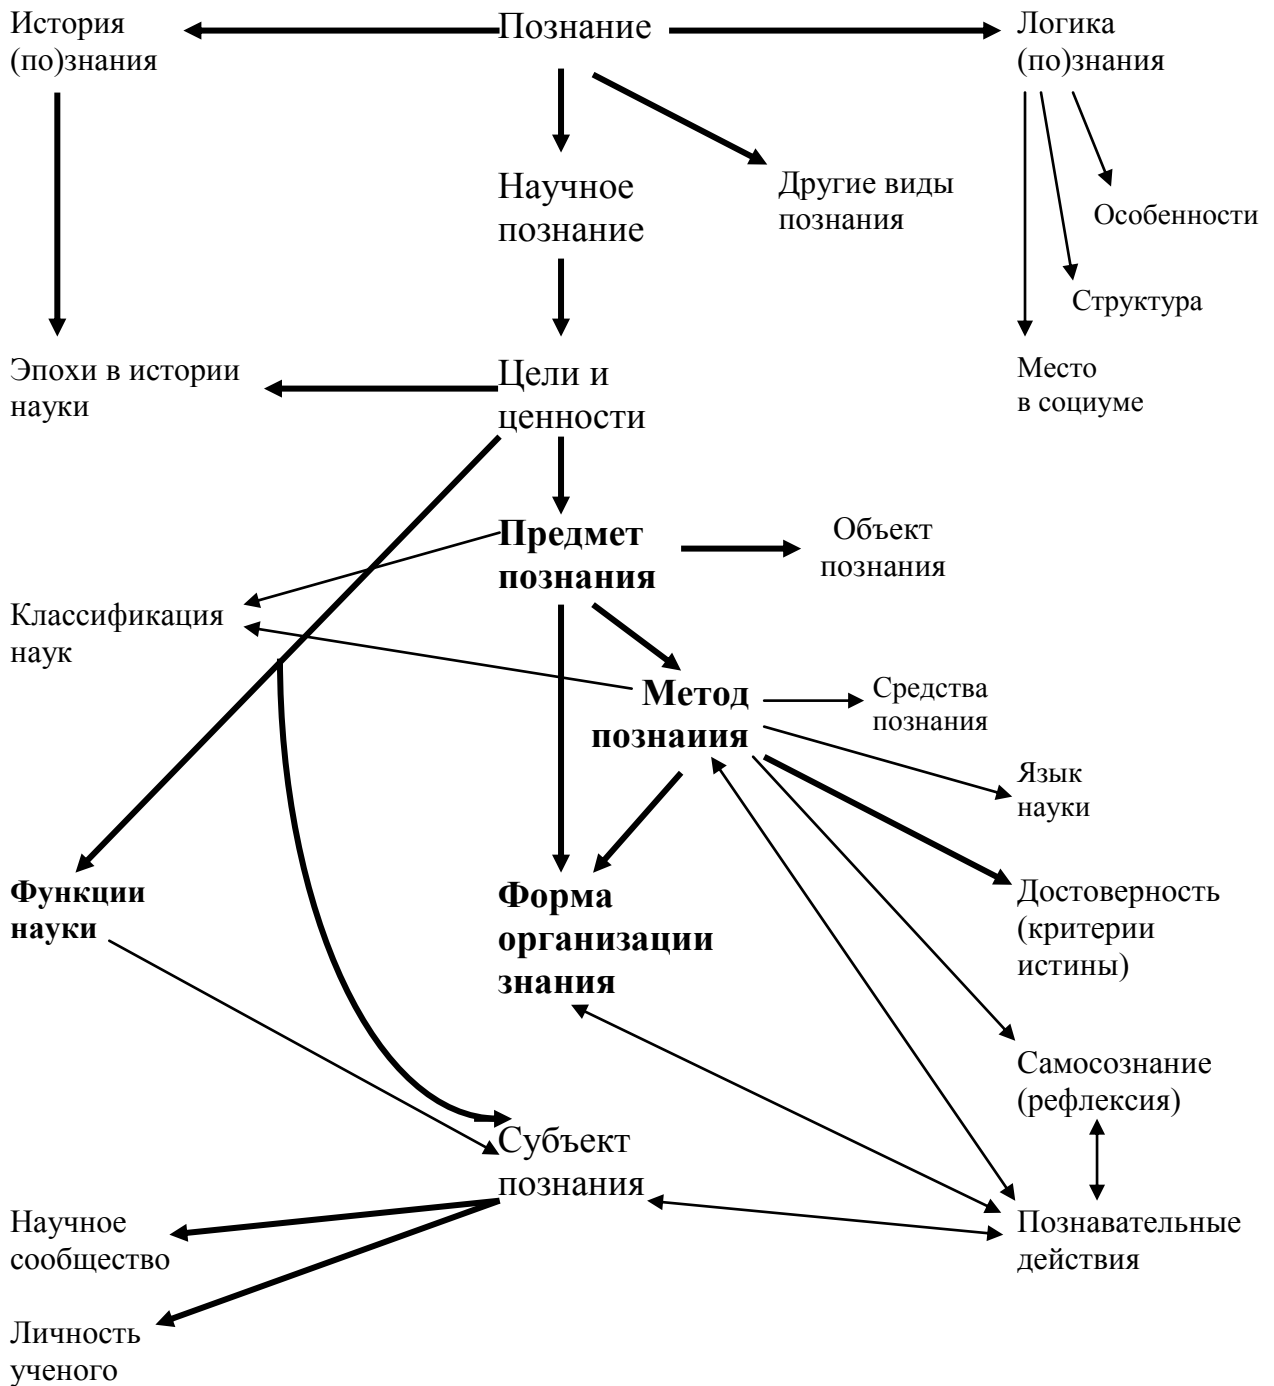 История
(по)знания
Познание
Логика
(по)знания
Научное
познание
Другие виды
познания
Особенности
Структура
Эпохи в истории
науки
Цели и
ценности
Место
в социуме
Предмет
познания
Объект
познания
Классификация
наук
Метод
познаиия
Средства
познания
Язык
науки
Функции
науки
Форма
организации
знания
Достоверность
(критерии
истины)
Самосознание
(рефлексия)
Субъект
познания
Научное
сообщество
Познавательные
действия
Личность
ученого